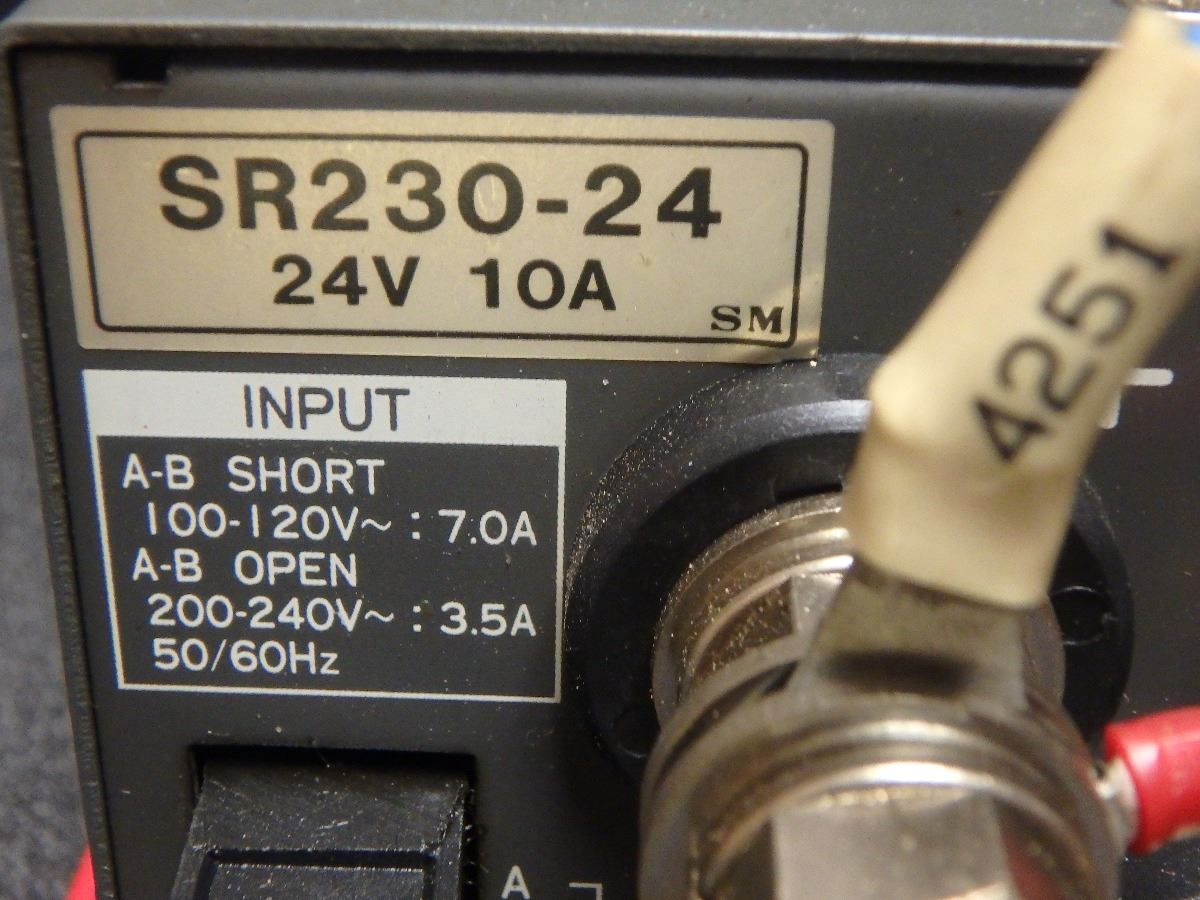 SR230-24
24V 10A
SM
4251
INPUT
A-B SHORT
100-120V~ : 7.0A
A-B OPEN
200-240V~ : 3.5A
50/60Hz
A